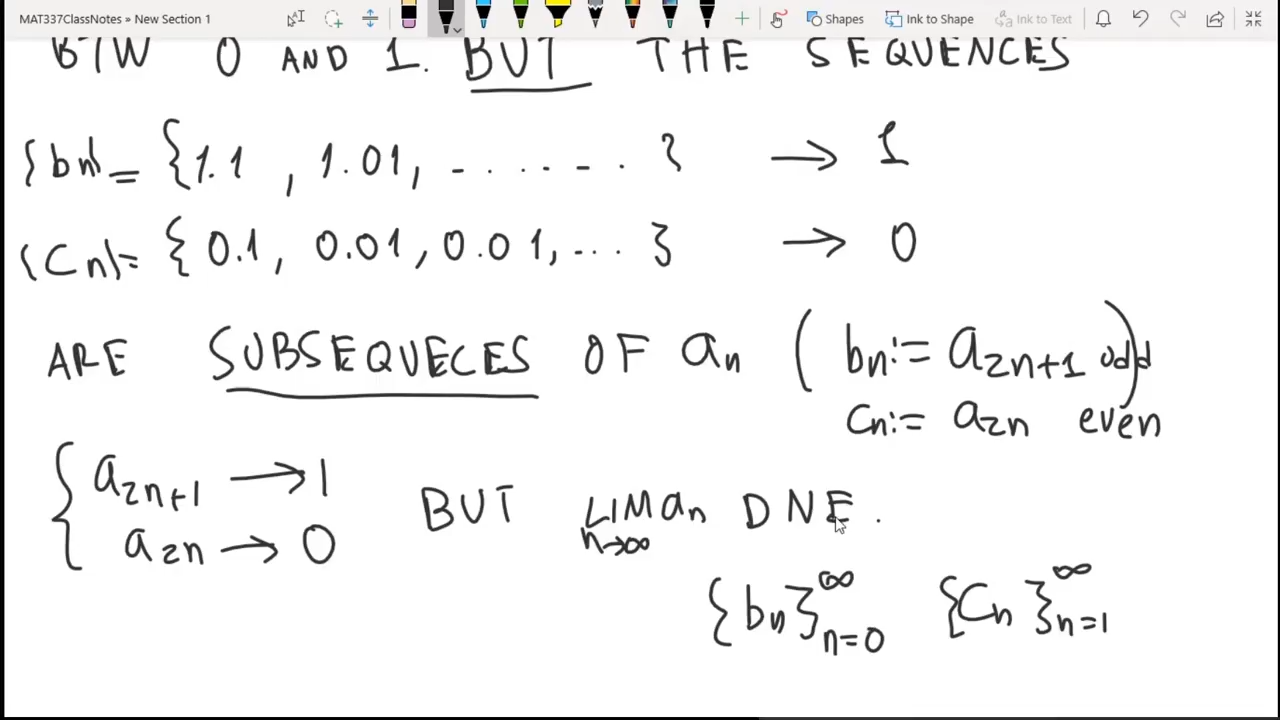 MAT337ClassNotes » New Section 1
Shapes Ink to Shape Ink to Text
BTW 0 AND 1. BUT THE SEQUENCES
{bn} = {1.1, 1.01, - . . . . - . } → 1
{Cn} = {0.1, 0.01, 0.01, ... } → 0
ARE SUBSEQUECES OF an ( bn := a2n+1 odd )
cn := a2n even
{ a2n+1 → 1 BUT LIM an DNE.
a2n → 0 n→∞
{bn}∞n=0 {Cn}∞n=1